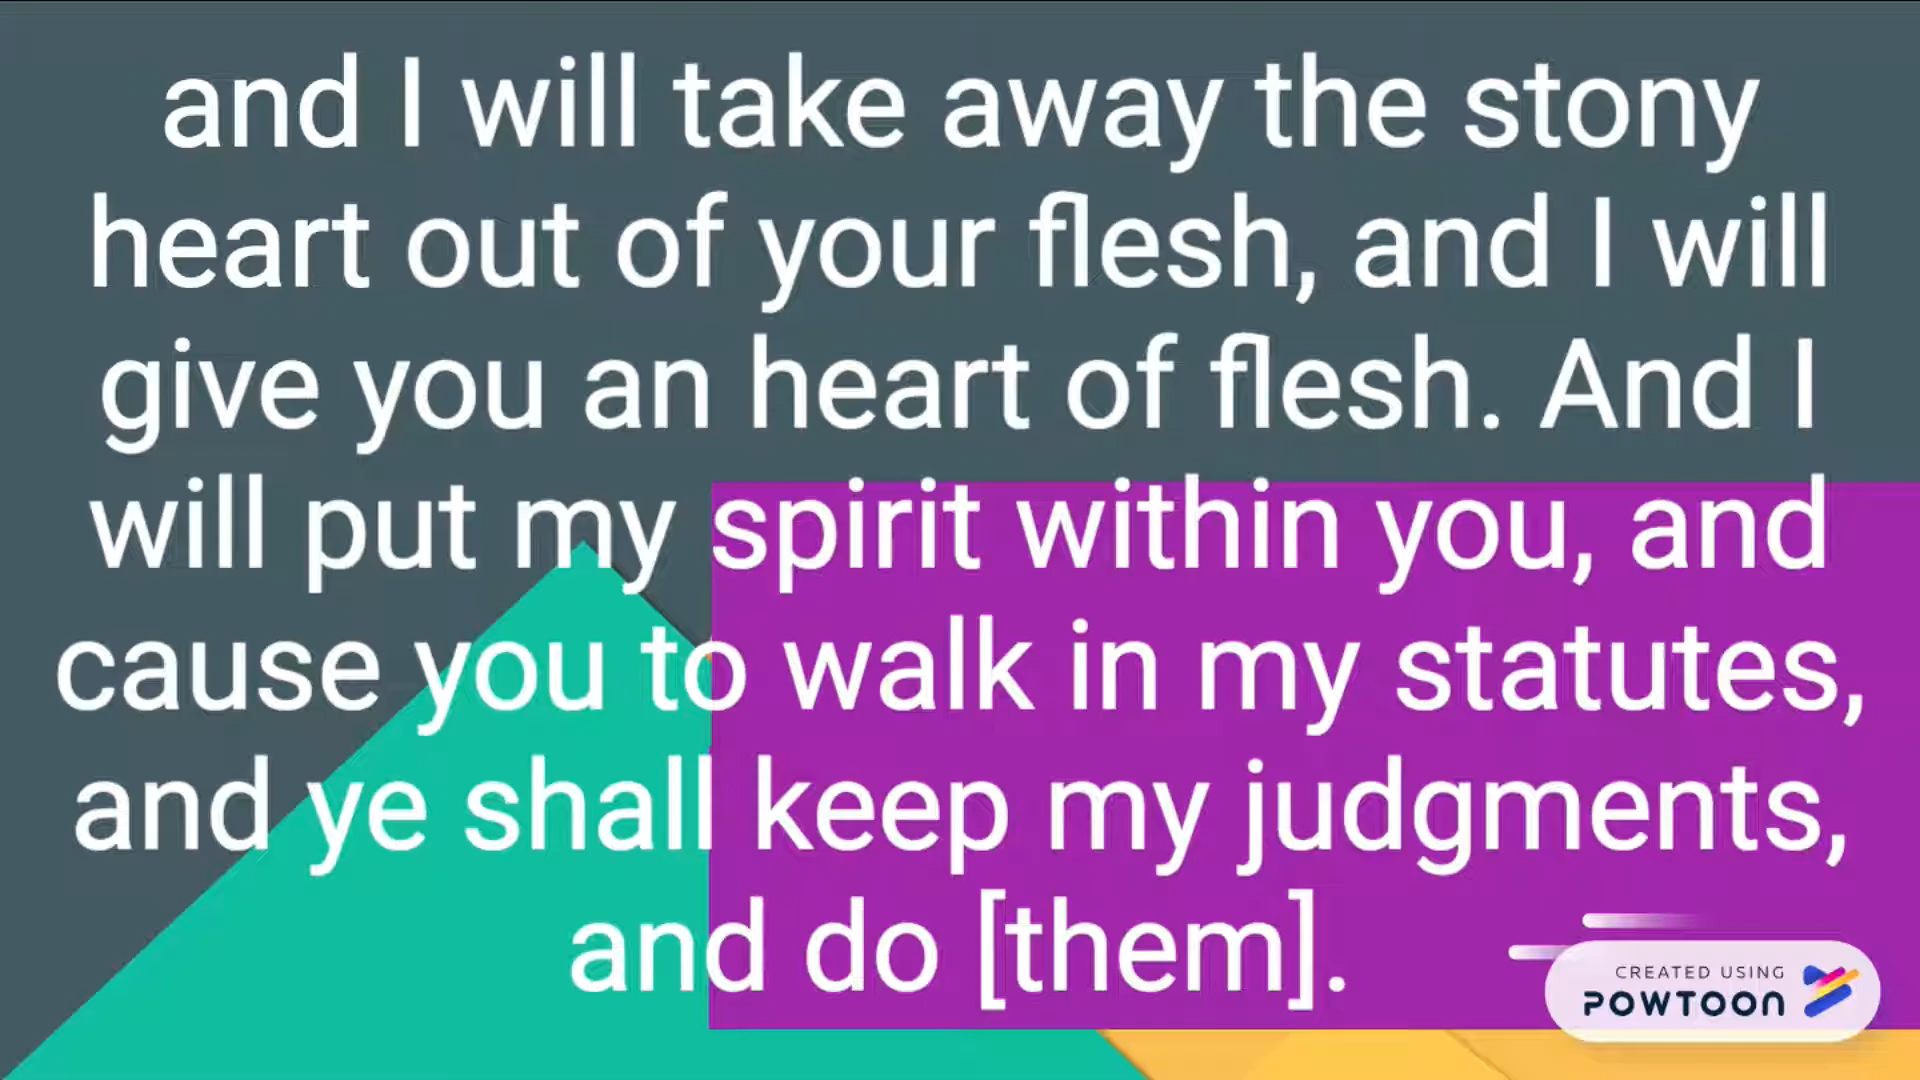 and I will take away the stony
heart out of your flesh, and I will
give you an heart of flesh. And I
will put my spirit within you, and
cause you to walk in my statutes,
and ye shall keep my judgments,
and do [them].
CREATED USING
POWTOON